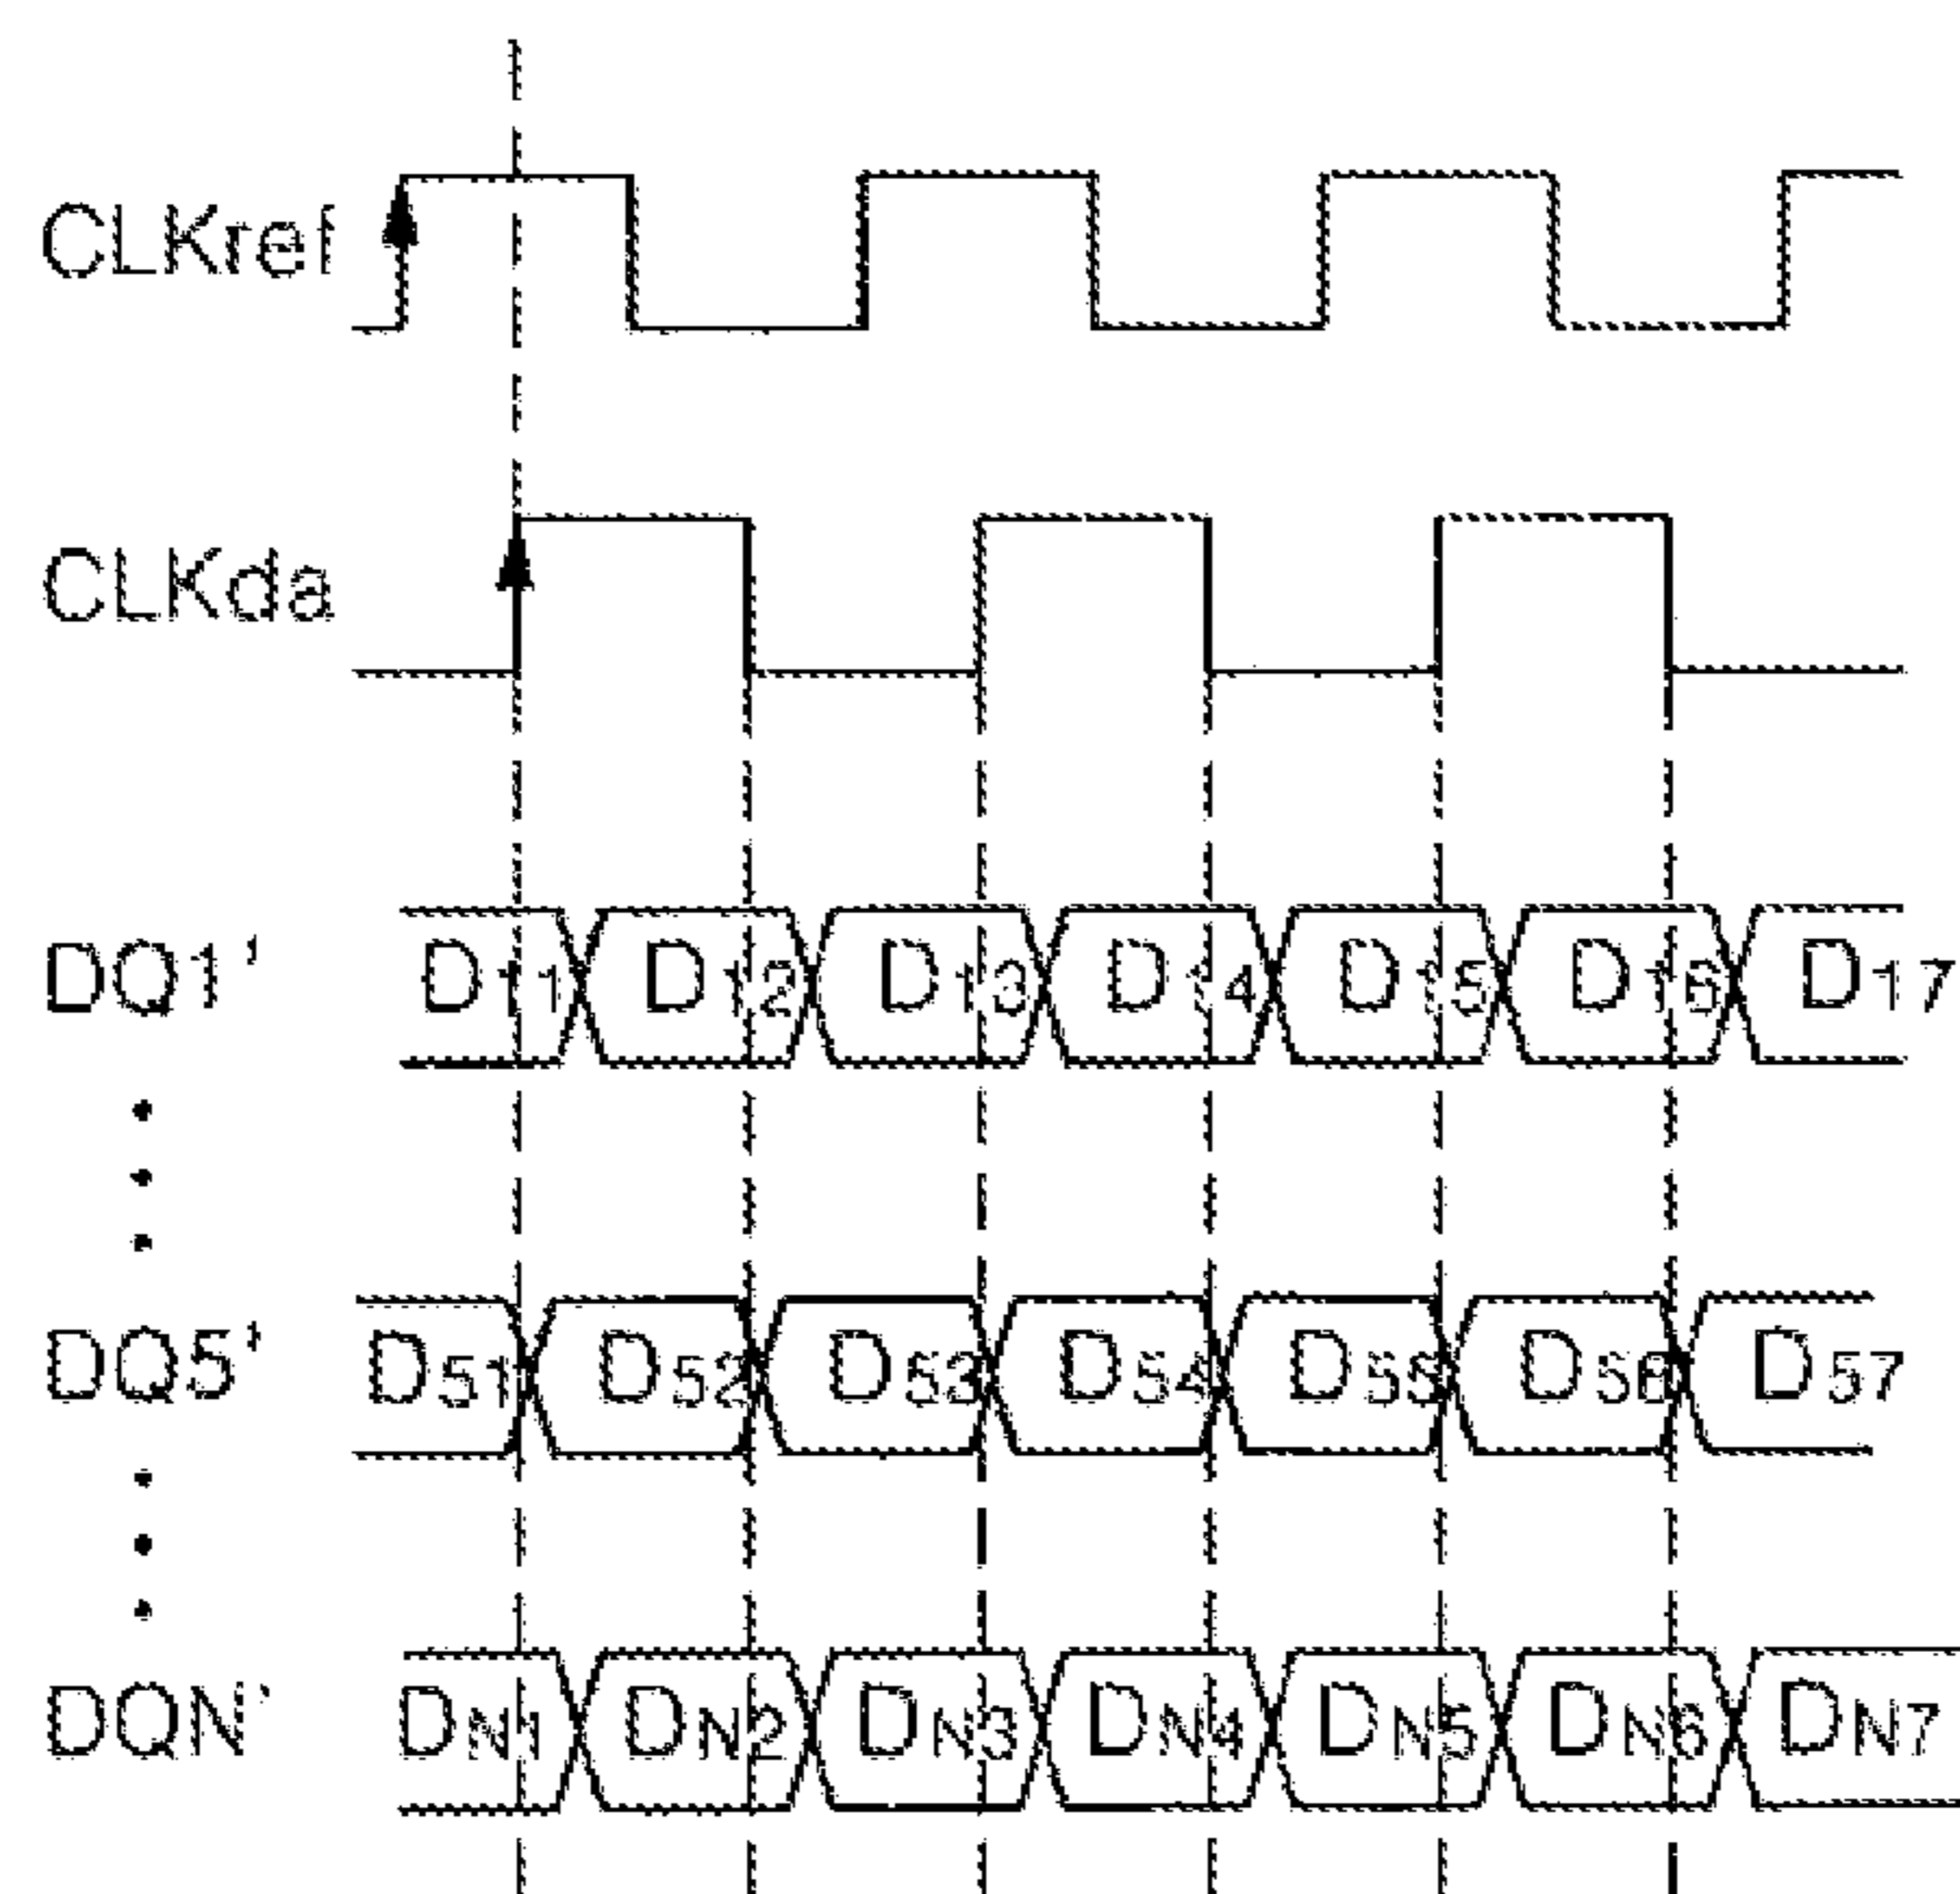 CLKref
CLKda
DQ1' D11 D12 D13 D14 D15 D16 D17
DQ5' D51 D52 D53 D54 D55 D56 D57
DQN' DN1 DN2 DN3 DN4 DN5 DN6 DN7